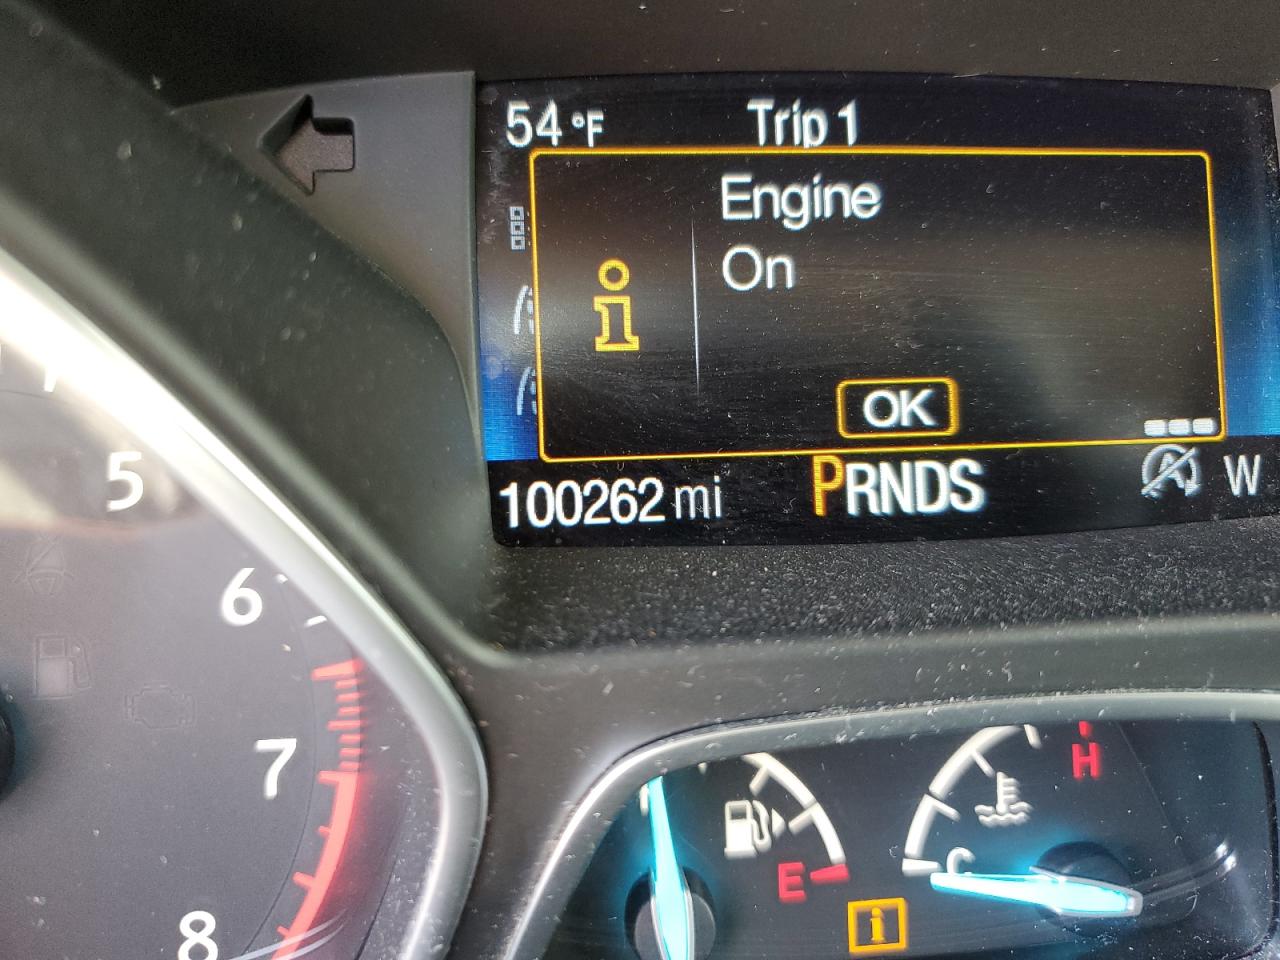 54 °F Trip 1
Engine
On
OK
100262 mi PRNDS W
5
6
7
8
E
C
H
i